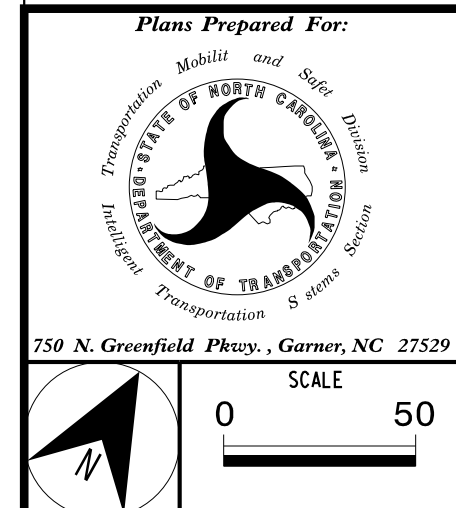 Plans Prepared For:
Transportation Mobilit and Safet Division
STATE OF NORTH CAROLINA
DEPARTMENT OF TRANSPORTATION
Intelligent Transportation S stems Section
750 N. Greenfield Pkwy. , Garner, NC 27529
SCALE
0 50
N